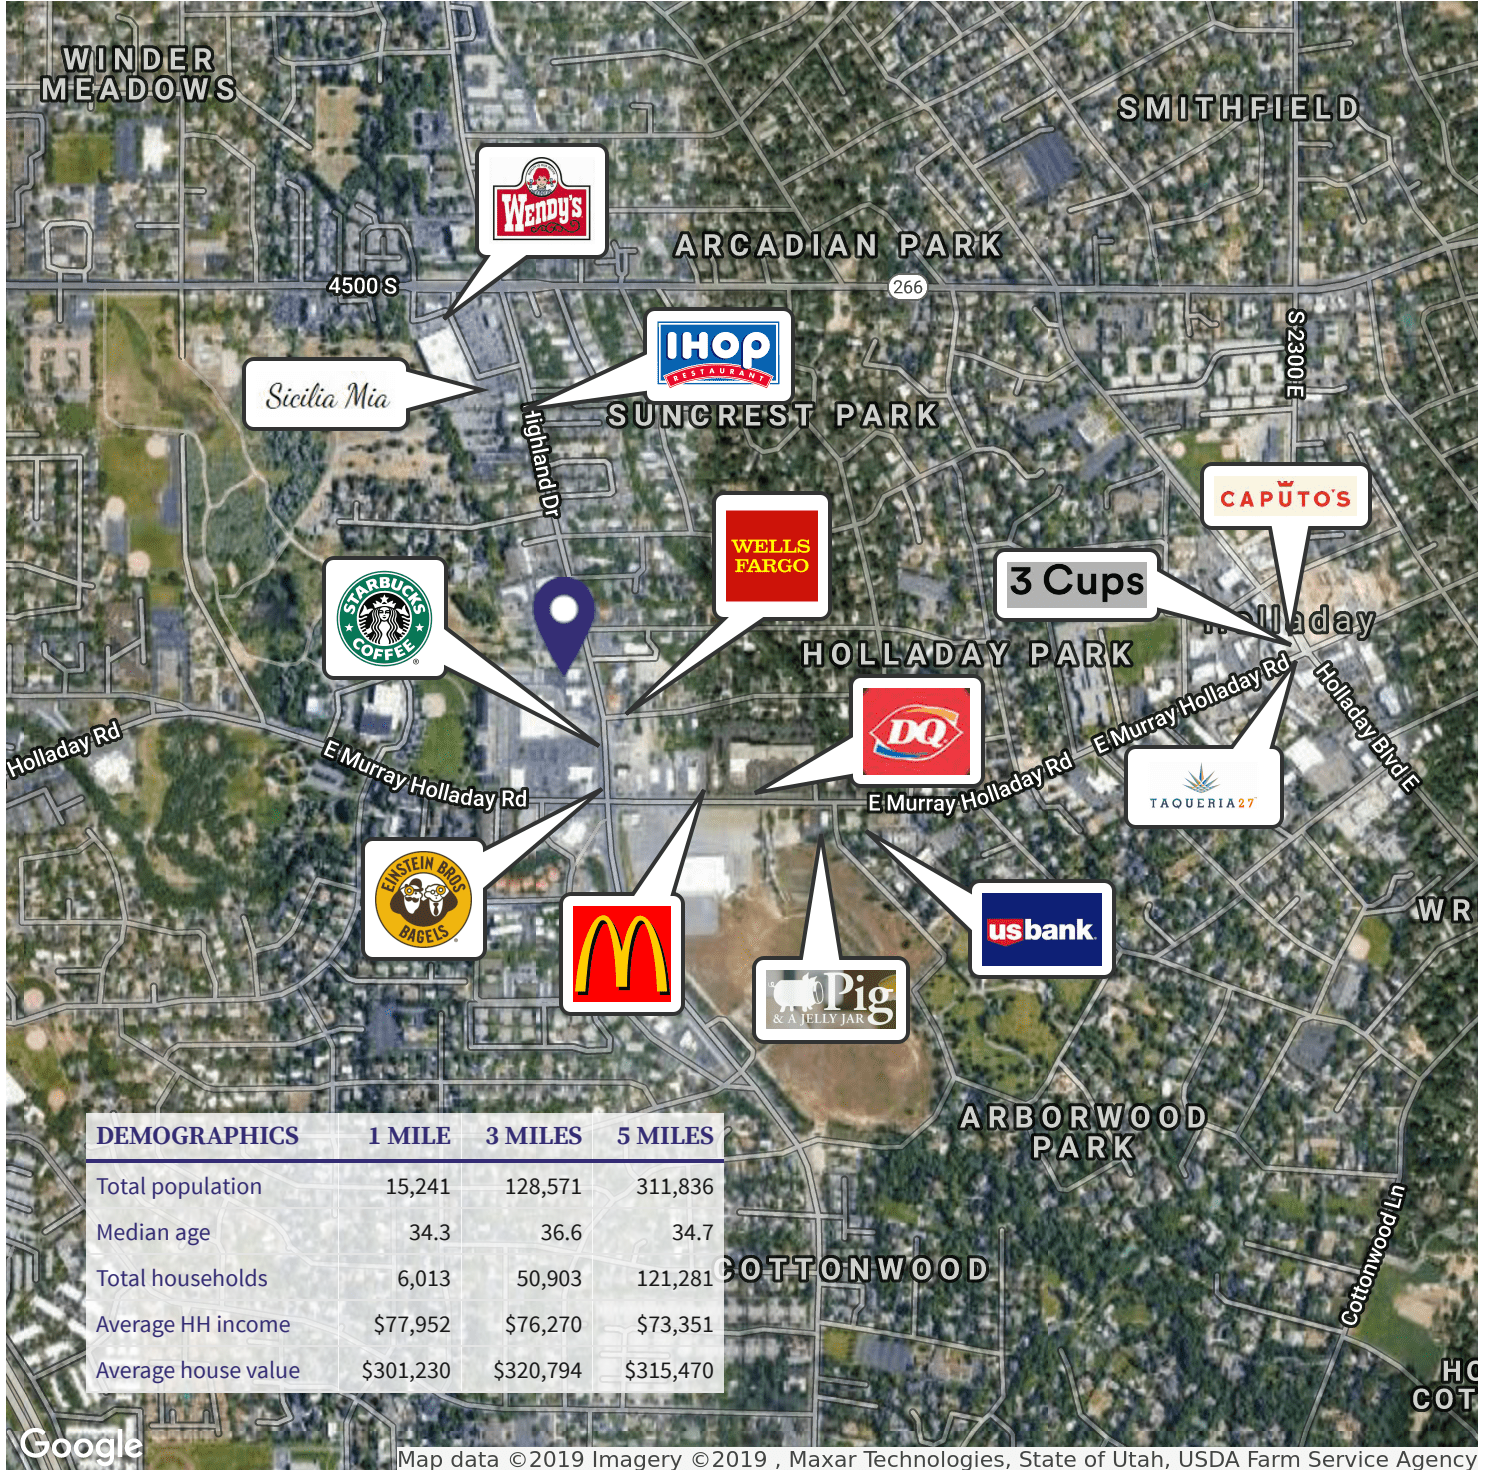 WINDER
MEADOWS
SMITHFIELD
WENDY'S
ARCADIAN PARK
4500 S
266
S 2300 E
IHOP
RESTAURANT
Sicilia Mia
SUNCREST PARK
Highland Dr
CAPUTO'S
WELLS
FARGO
3 Cups
STARBUCKS
COFFEE
®
Holladay
HOLLADAY PARK
DQ
E Murray Holladay Rd
Holladay Blvd E
Holladay Rd
E Murray Holladay Rd
E Murray Holladay Rd
TAQUERIA27
EINSTEIN BROS
BAGELS
usbank
WR
Pig
& A JELLY JAR
ARBORWOOD
PARK
DEMOGRAPHICS 1 MILE 3 MILES 5 MILES
Total population 15,241 128,571 311,836
Median age 34.3 36.6 34.7
Total households 6,013 50,903 121,281
Average HH income $77,952 $76,270 $73,351
Average house value $301,230 $320,794 $315,470
COTTONWOOD
Cottonwood Ln
HO
COT
Google
Map data ©2019 Imagery ©2019 , Maxar Technologies, State of Utah, USDA Farm Service Agency